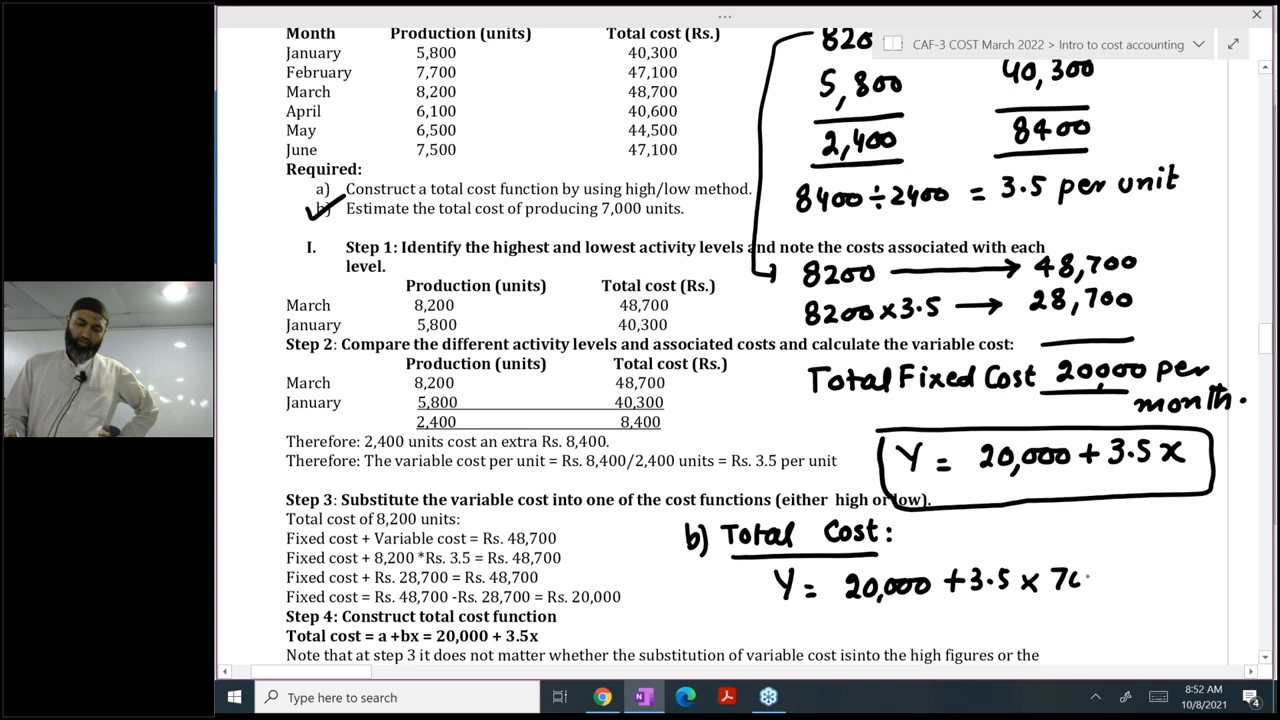 CAF-3 COST March 2022 > Intro to cost accounting
Month Production (units) Total cost (Rs.)
January 5,800 40,300
February 7,700 47,100
March 8,200 48,700
April 6,100 40,600
May 6,500 44,500
June 7,500 47,100
Required:
a) Construct a total cost function by using high/low method.
b) Estimate the total cost of producing 7,000 units.
I. Step 1: Identify the highest and lowest activity levels and note the costs associated with each
level.
Production (units) Total cost (Rs.)
March 8,200 48,700
January 5,800 40,300
Step 2: Compare the different activity levels and associated costs and calculate the variable cost:
Production (units) Total cost (Rs.)
March 8,200 48,700
January 5,800 40,300
2,400 8,400
Therefore: 2,400 units cost an extra Rs. 8,400.
Therefore: The variable cost per unit = Rs. 8,400/2,400 units = Rs. 3.5 per unit
Step 3: Substitute the variable cost into one of the cost functions (either high or low).
Total cost of 8,200 units:
Fixed cost + Variable cost = Rs. 48,700
Fixed cost + 8,200 *Rs. 3.5 = Rs. 48,700
Fixed cost + Rs. 28,700 = Rs. 48,700
Fixed cost = Rs. 48,700 -Rs. 28,700 = Rs. 20,000
Step 4: Construct total cost function
Total cost = a +bx = 20,000 + 3.5x
Note that at step 3 it does not matter whether the substitution of variable cost isinto the high figures or the
820
5,800 40,300
2,400 8400
8400÷2400 = 3.5 per unit
8200 → 48,700
8200×3.5 → 28,700
Total Fixed Cost 20000 per
month.
Y = 20,000 + 3.5 x
b) Total Cost:
Y = 20,000 + 3.5 × 70
Type here to search
8:52 AM
10/8/2021
4